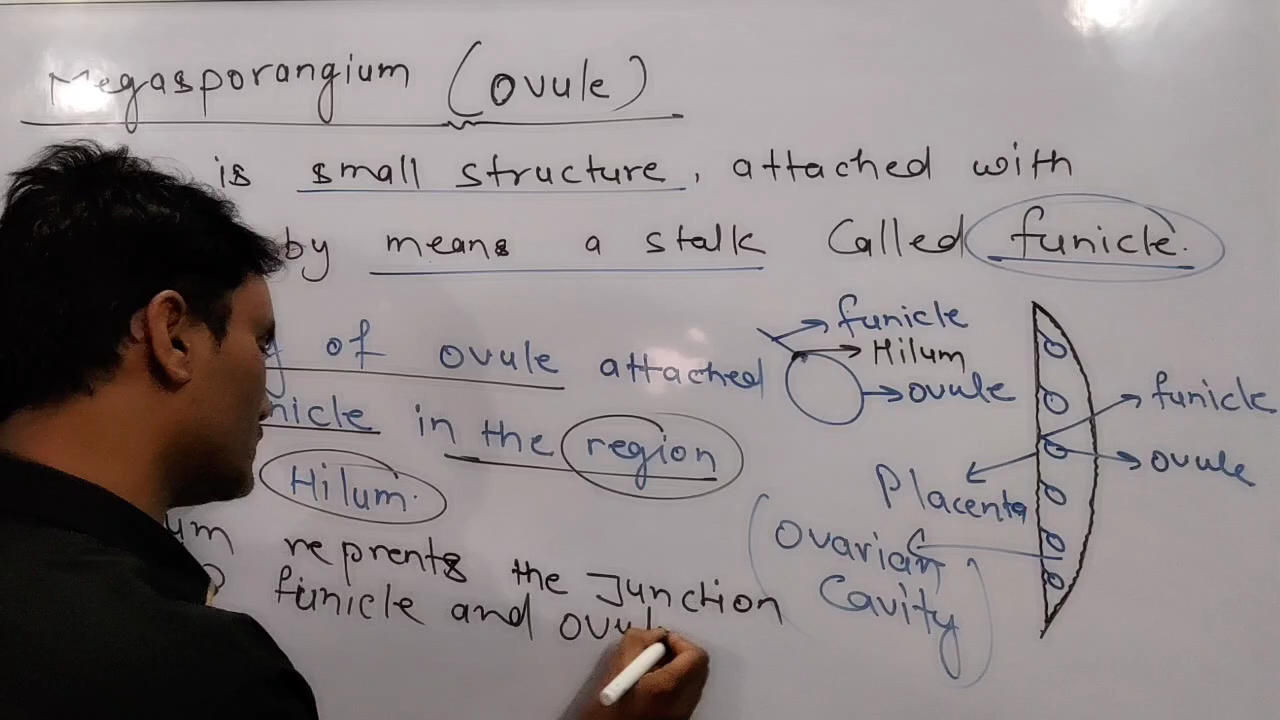 Megasporangium (ovule)
is small structure, attached with
by means a stalk Called funicle.
of ovule attached
nicle in the region
Hilum.
um reprents the Junction
funicle and ovul
funicle
Hilum
ovule
funicle
ovule
Placenta
Ovarian
Cavity